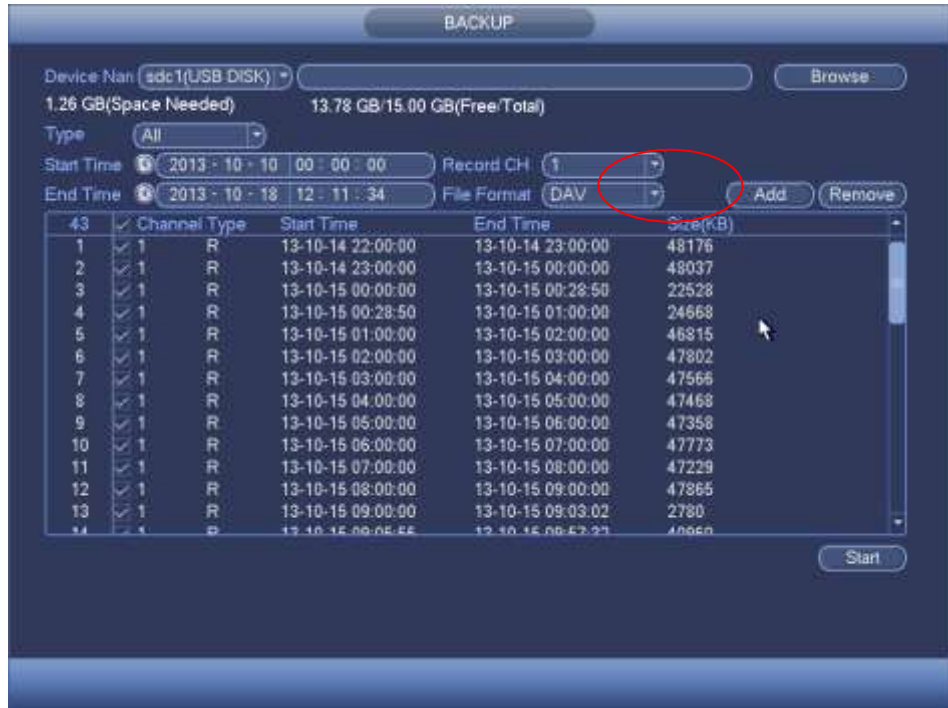 BACKUP
Device Nan sdc1(USB DISK) Browse
1.26 GB(Space Needed) 13.78 GB/15.00 GB(Free/Total)
Type All
Start Time 2013 - 10 - 10 00 : 00 : 00 Record CH 1
End Time 2013 - 10 - 18 12 : 11 : 34 File Format DAV Add Remove
43 Channel Type Start Time End Time Size(KB)
1 1 R 13-10-14 22:00:00 13-10-14 23:00:00 48176
2 1 R 13-10-14 23:00:00 13-10-15 00:00:00 48037
3 1 R 13-10-15 00:00:00 13-10-15 00:28:50 22528
4 1 R 13-10-15 00:28:50 13-10-15 01:00:00 24668
5 1 R 13-10-15 01:00:00 13-10-15 02:00:00 46815
6 1 R 13-10-15 02:00:00 13-10-15 03:00:00 47802
7 1 R 13-10-15 03:00:00 13-10-15 04:00:00 47566
8 1 R 13-10-15 04:00:00 13-10-15 05:00:00 47468
9 1 R 13-10-15 05:00:00 13-10-15 06:00:00 47358
10 1 R 13-10-15 06:00:00 13-10-15 07:00:00 47773
11 1 R 13-10-15 07:00:00 13-10-15 08:00:00 47229
12 1 R 13-10-15 08:00:00 13-10-15 09:00:00 47865
13 1 R 13-10-15 09:00:00 13-10-15 09:03:02 2780
Start